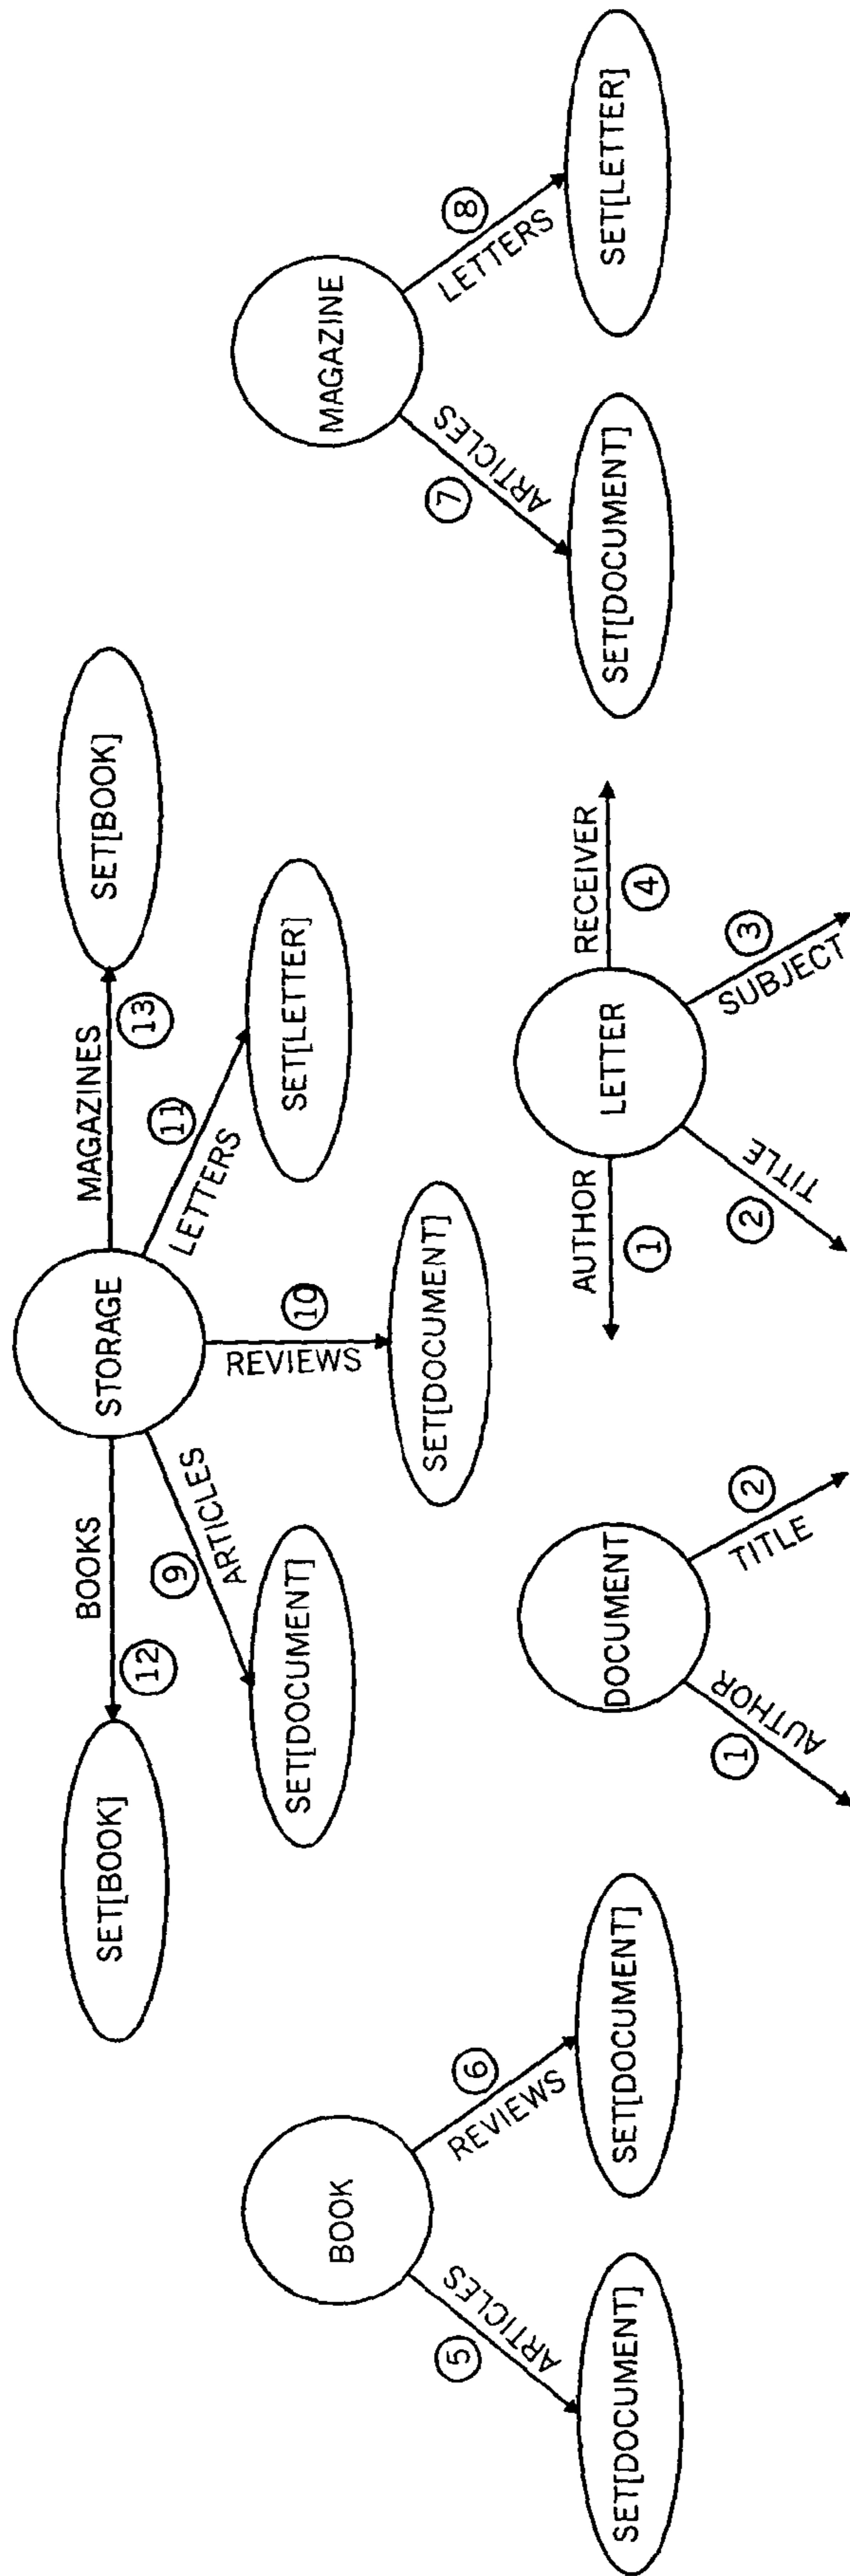 BOOKS
STORAGE
MAGAZINES
SET[BOOK]
12
13
SET[BOOK]
9
ARTICLES
11
LETTERS
SET[DOCUMENT]
REVIEWS
10
SET[LETTER]
SET[DOCUMENT]
BOOK
5
ARTICLES
6
REVIEWS
SET[DOCUMENT]
SET[DOCUMENT]
MAGAZINE
7
ARTICLES
8
LETTERS
SET[DOCUMENT]
SET[LETTER]
DOCUMENT
1
AUTHOR
2
TITLE
AUTHOR
1
LETTER
RECEIVER
4
2
TITLE
3
SUBJECT